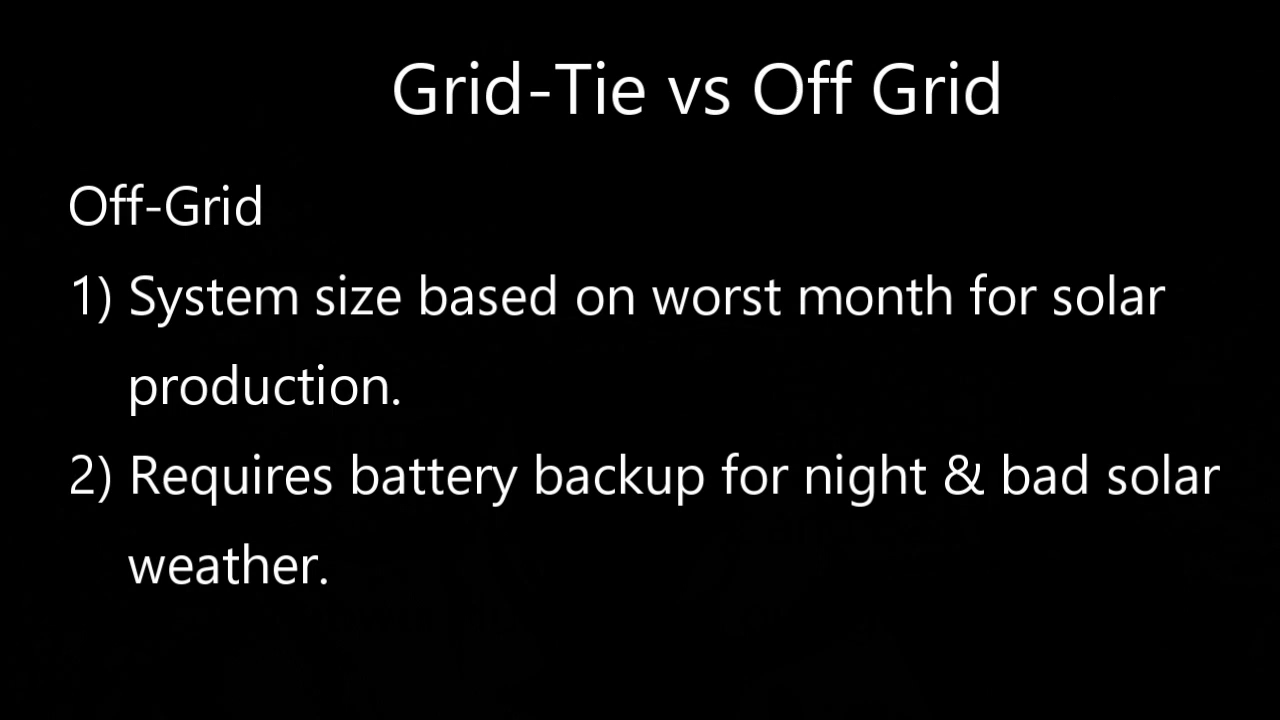 Grid-Tie vs Off Grid
Off-Grid
1) System size based on worst month for solar
production.
2) Requires battery backup for night & bad solar
weather.